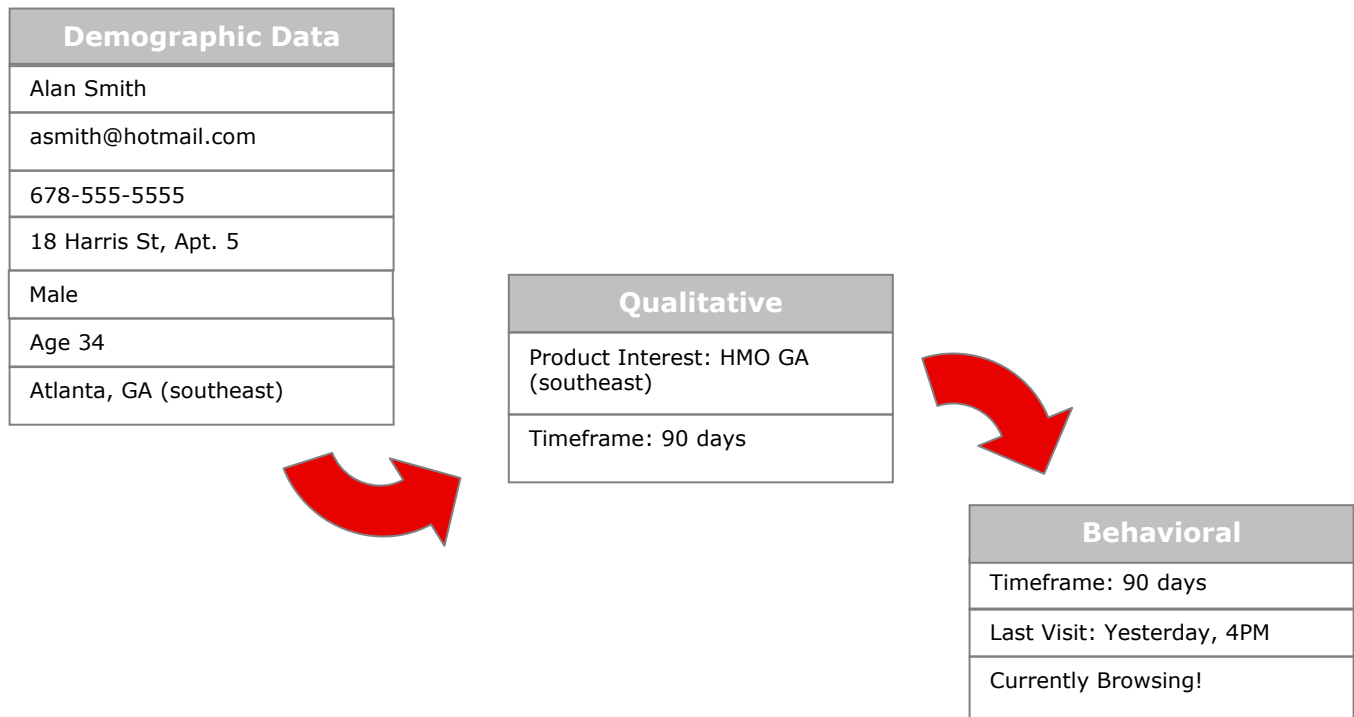 Demographic Data
Alan Smith
asmith@hotmail.com
678-555-5555
18 Harris St, Apt. 5
Male
Age 34
Atlanta, GA (southeast)
Qualitative
Product Interest: HMO GA
(southeast)
Timeframe: 90 days
Behavioral
Timeframe: 90 days
Last Visit: Yesterday, 4PM
Currently Browsing!